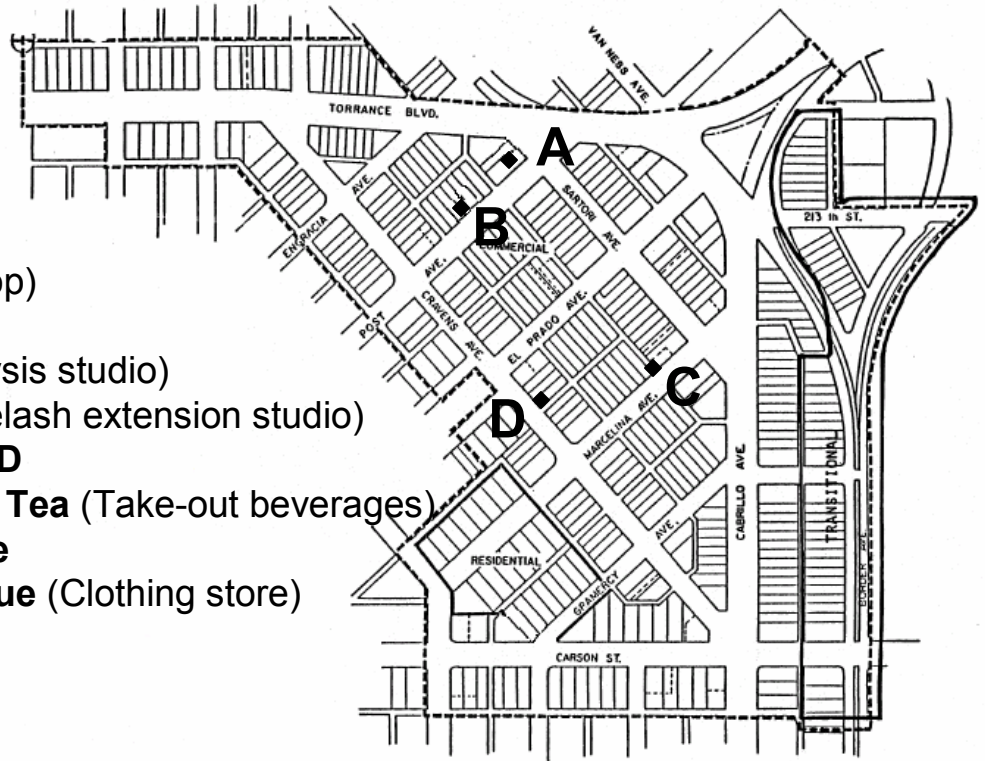 VAN NESS AVE.
TORRANCE BLVD.
A
AVE.
SARTORI
AVE.
B
213 th ST.
ENGRACIA
COMMERCIAL
AVE.
op)
CRAVENS
AVE.
EL PRADO AVE.
POST
ysis studio)
C
elash extension studio)
D
MARCELINA AVE.
D
Tea (Take-out beverages)
CABRILLO AVE.
TRANSITIONAL
AVE.
e
RESIDENTIAL
BORDER AVE.
ue (Clothing store)
GRAMERCY
CARSON ST.